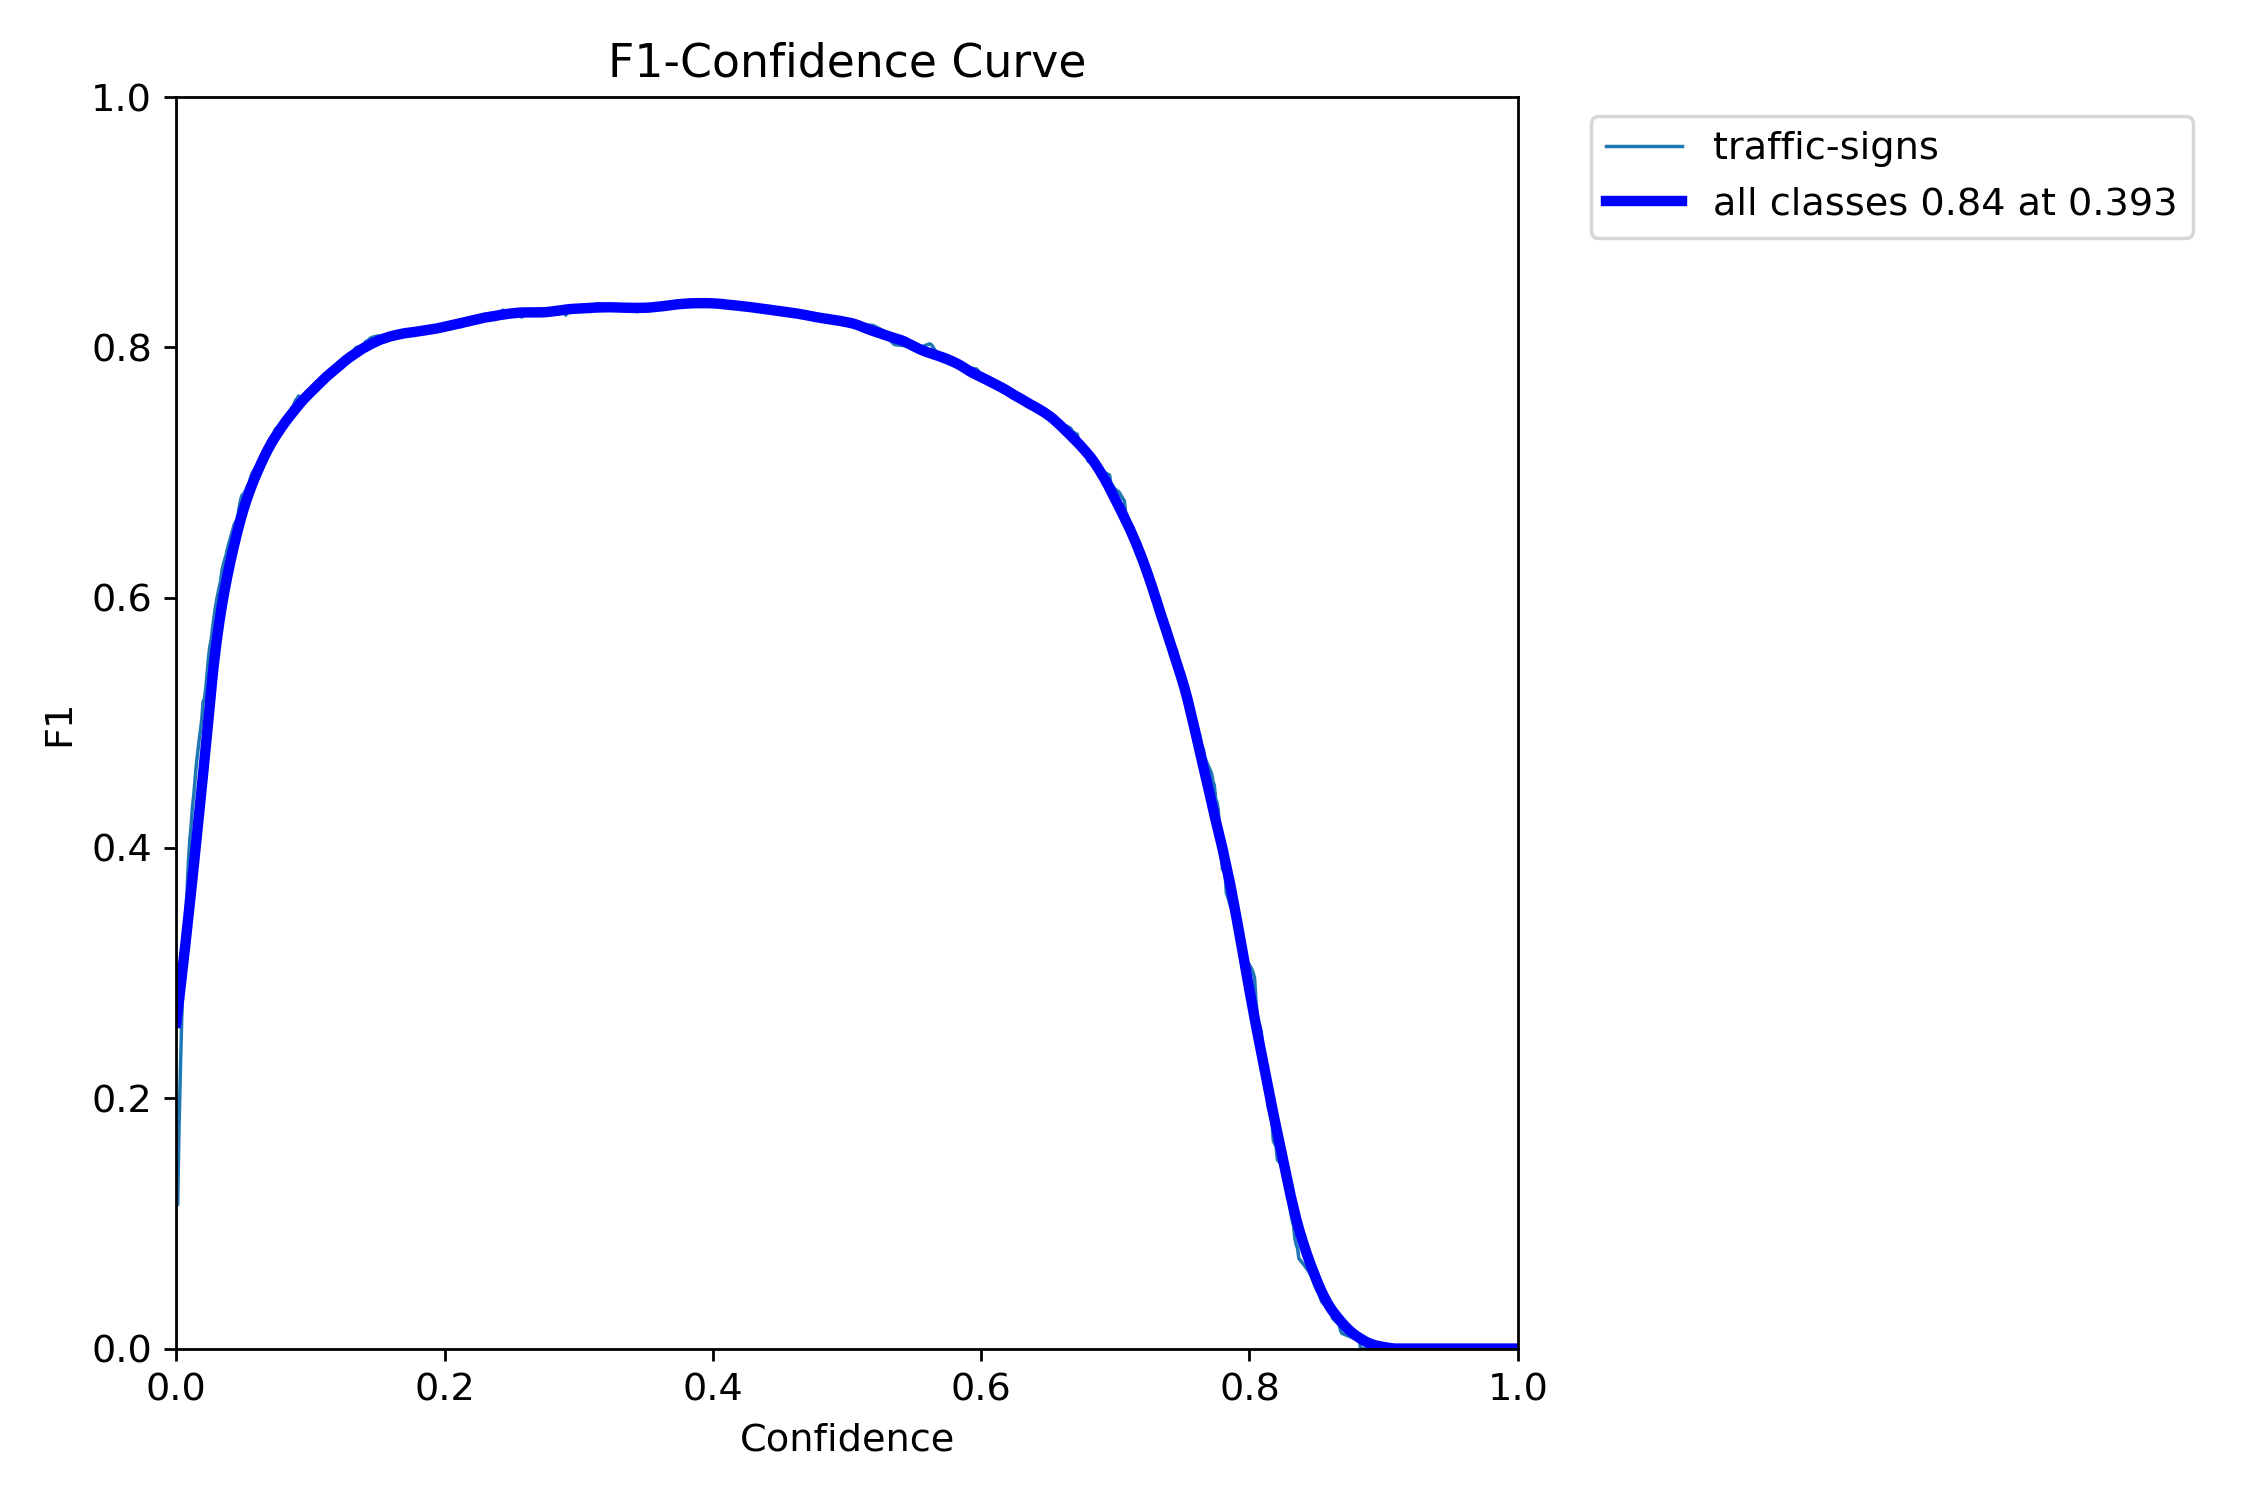 F1-Confidence Curve
1.0
0.8
0.6
0.4
0.2
0.0
F1
0.0 0.2 0.4 0.6 0.8 1.0
Confidence
traffic-signs
all classes 0.84 at 0.393